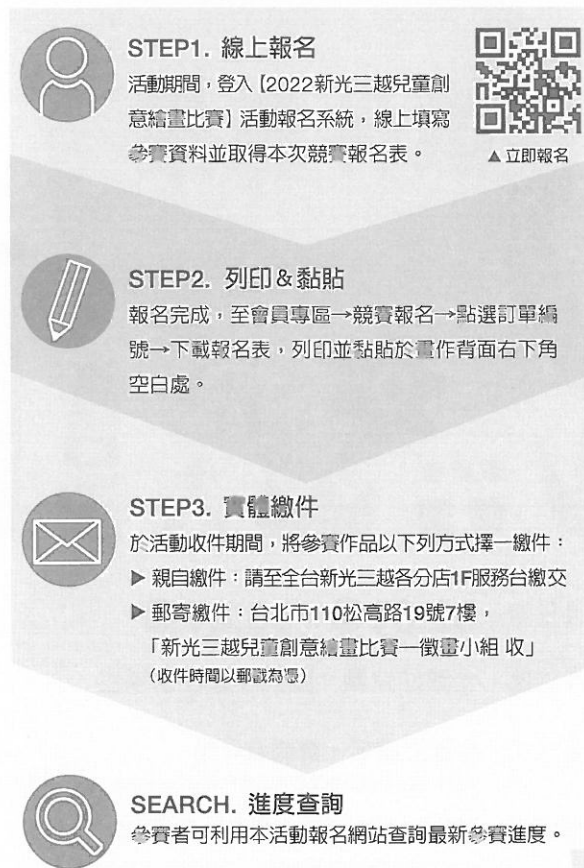 STEP1. 線上報名
活動期間，登入【2022新光三越兒童創
意繪畫比賽】活動報名系統，線上填寫
參賽資料並取得本次競賽報名表。
▲立即報名
STEP2. 列印&黏貼
報名完成，至會員專區→競賽報名→點選訂單編
號→下載報名表，列印並黏貼於畫作背面右下角
空白處。
STEP3. 實體繳件
於活動收件期間，將參賽作品以下列方式擇一繳件：
▶ 親自繳件：請至全台新光三越各分店1F服務台繳交
▶ 郵寄繳件：台北市110松高路19號7樓，
「新光三越兒童創意繪畫比賽—徵畫小組 收」
（收件時間以郵戳為憑）
SEARCH. 進度查詢
參賽者可利用本活動報名網站查詢最新參賽進度。